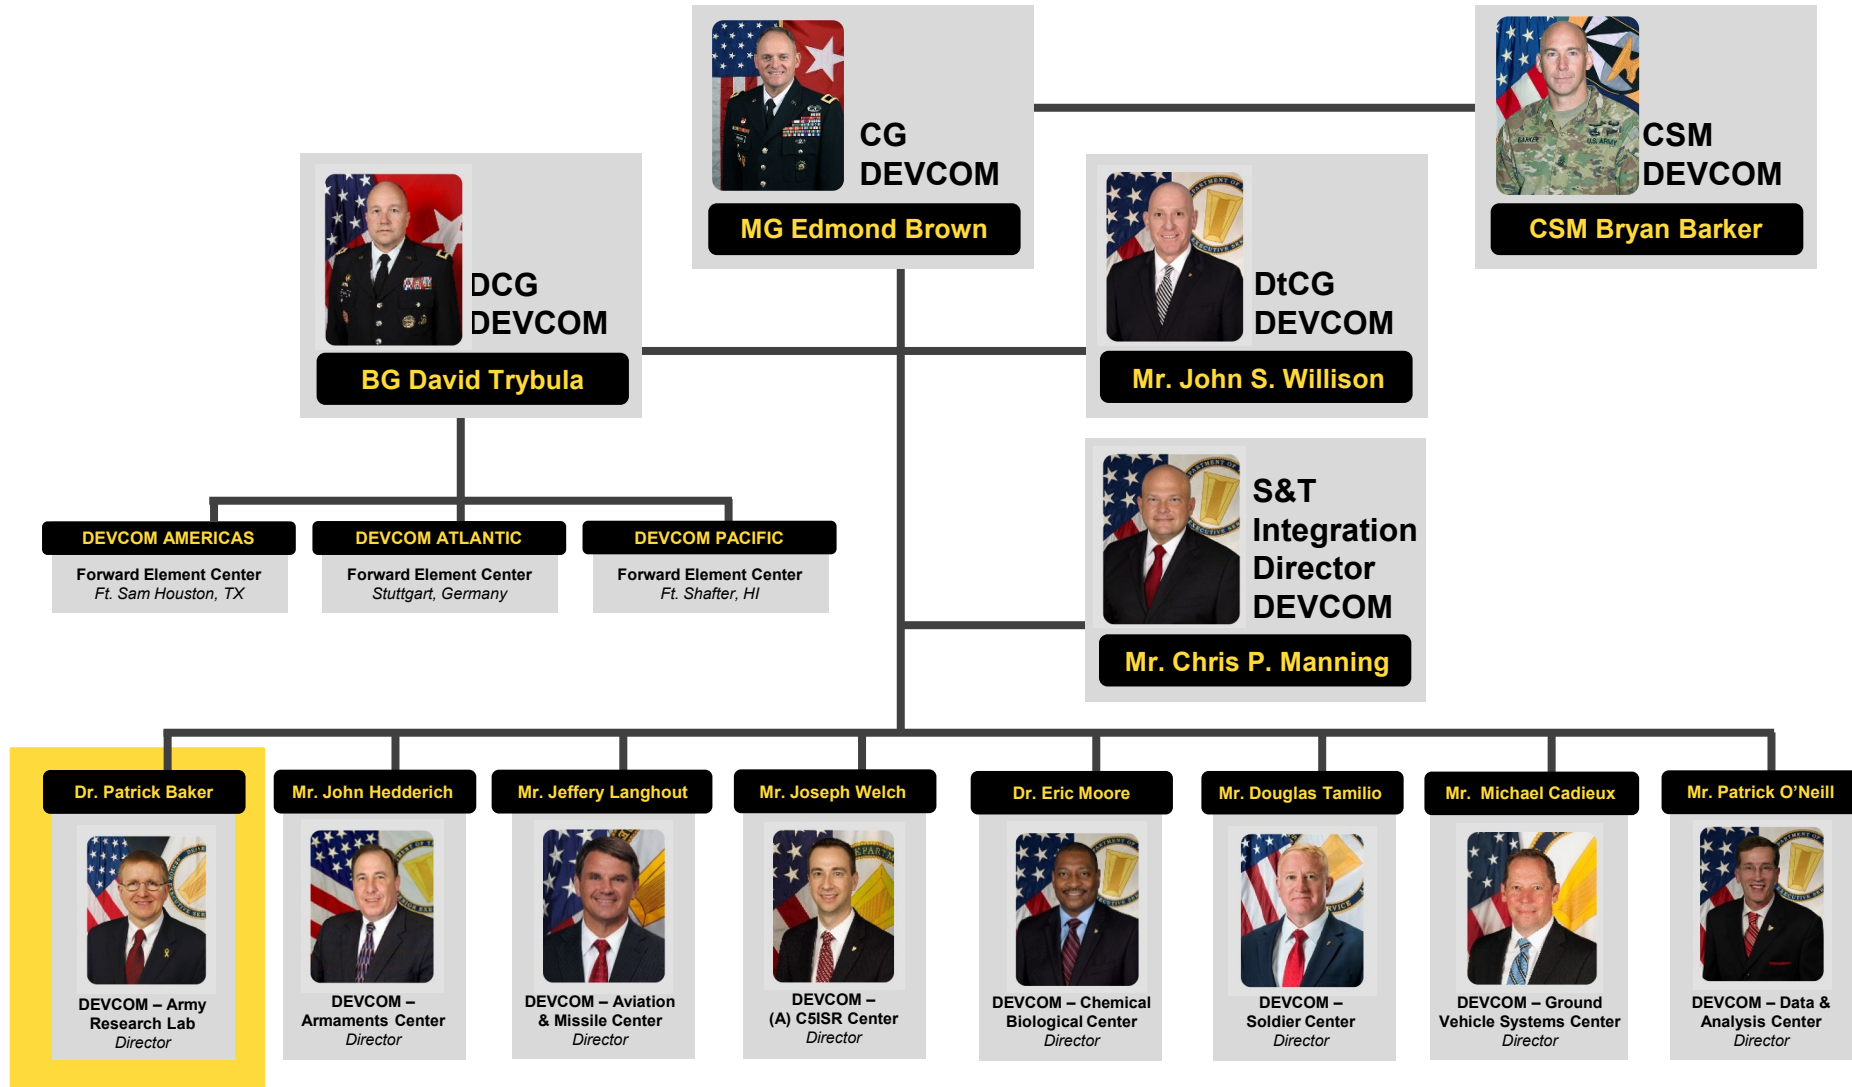 CG
DEVCOM
MG Edmond Brown
CSM
DEVCOM
CSM Bryan Barker
DCG
DEVCOM
BG David Trybula
DtCG
DEVCOM
Mr. John S. Willison
S&T
Integration
Director
DEVCOM
Mr. Chris P. Manning
DEVCOM AMERICAS
Forward Element Center
Ft. Sam Houston, TX
DEVCOM ATLANTIC
Forward Element Center
Stuttgart, Germany
DEVCOM PACIFIC
Forward Element Center
Ft. Shafter, HI
Dr. Patrick Baker
DEVCOM – Army
Research Lab
Director
Mr. John Hedderich
DEVCOM –
Armaments Center
Director
Mr. Jeffery Langhout
DEVCOM – Aviation
& Missile Center
Director
Mr. Joseph Welch
DEVCOM –
(A) C5ISR Center
Director
Dr. Eric Moore
DEVCOM – Chemical
Biological Center
Director
Mr. Douglas Tamilio
DEVCOM –
Soldier Center
Director
Mr. Michael Cadieux
DEVCOM – Ground
Vehicle Systems Center
Director
Mr. Patrick O’Neill
DEVCOM – Data &
Analysis Center
Director